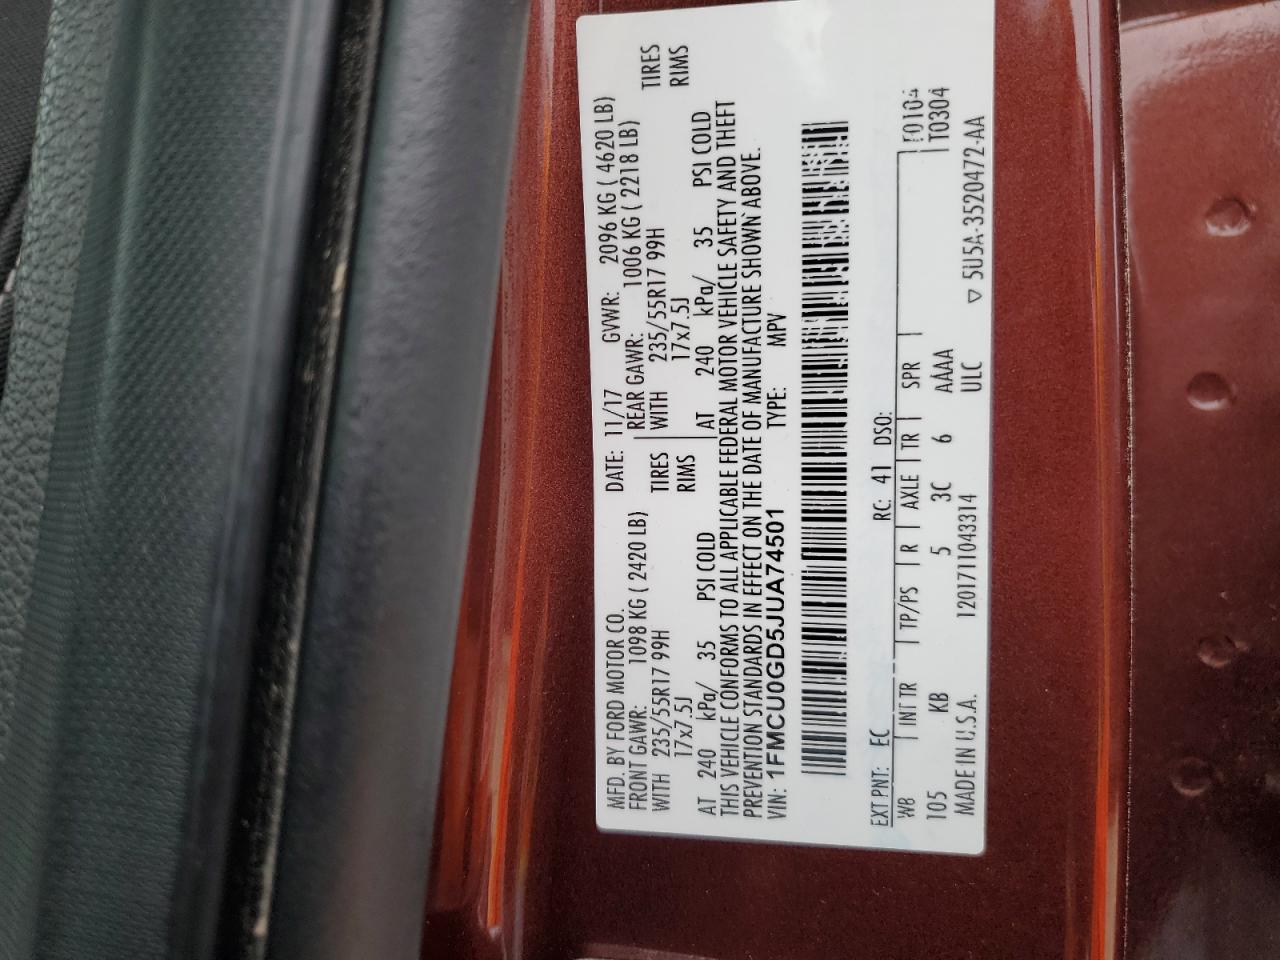 MFD. BY FORD MOTOR CO. DATE: 11/17 GVWR: 2096 KG ( 4620 LB)
FRONT GAWR: 1098 KG ( 2420 LB) REAR GAWR: 1006 KG ( 2218 LB)
WITH 235/55R17 99H TIRES WITH 235/55R17 99H TIRES
17x7.5J RIMS 17x7.5J RIMS
AT 240 kPa/ 35 PSI COLD AT 240 kPa/ 35 PSI COLD
THIS VEHICLE CONFORMS TO ALL APPLICABLE FEDERAL MOTOR VEHICLE SAFETY AND THEFT
PREVENTION STANDARDS IN EFFECT ON THE DATE OF MANUFACTURE SHOWN ABOVE.
VIN: 1FMCU0GD5JUA74501 TYPE: MPV
EXT PNT: EC RC: 41 DSO:
WB INT TR TP/PS R AXLE TR SPR T0304
105 KB 5 3C 6 AAAA
MADE IN U.S.A. 1201711043314 ULC 5U5A-3520472-AA